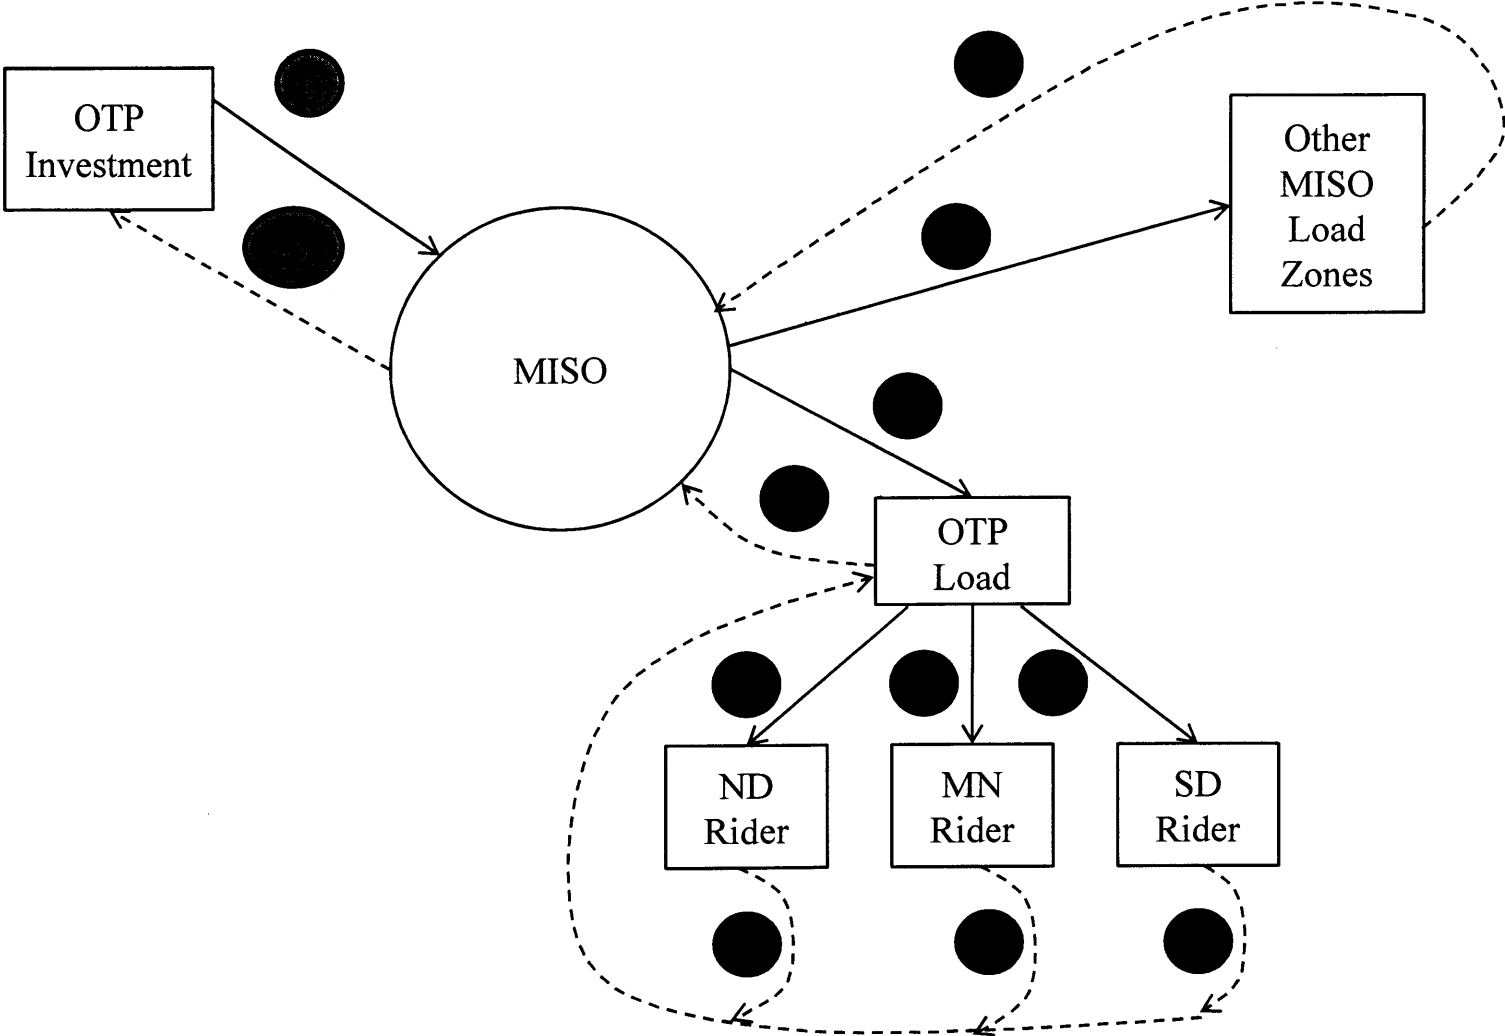 OTP
Investment
Other
MISO
Load
Zones
MISO
OTP
Load
ND
Rider
MN
Rider
SD
Rider